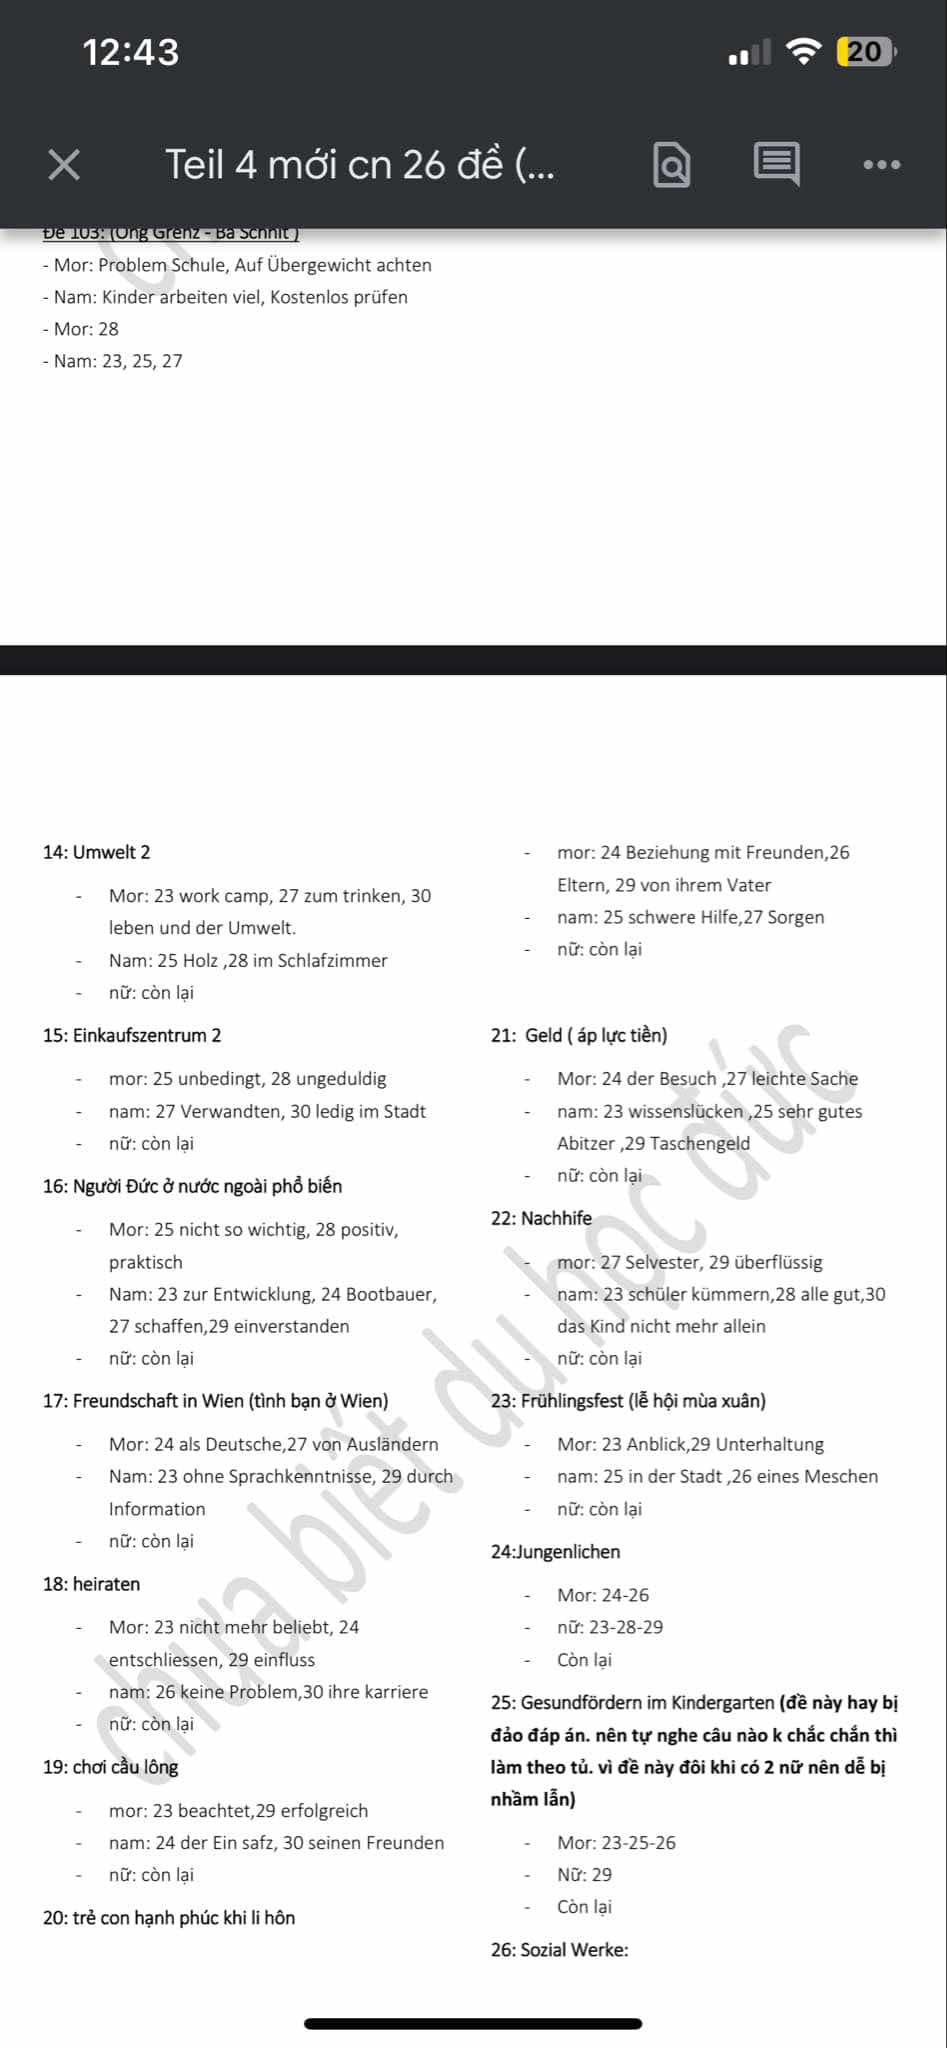 12:43
20
Teil 4 mới cn 26 đề (...
Đề 103: (Ông Grenz - Bà Schnit )
- Mor: Problem Schule, Auf Übergewicht achten
- Nam: Kinder arbeiten viel, Kostenlos prüfen
- Mor: 28
- Nam: 23, 25, 27
14: Umwelt 2
- Mor: 23 work camp, 27 zum trinken, 30
leben und der Umwelt.
- Nam: 25 Holz ,28 im Schlafzimmer
- nữ: còn lại
15: Einkaufszentrum 2
- mor: 25 unbedingt, 28 ungeduldig
- nam: 27 Verwandten, 30 ledig im Stadt
- nữ: còn lại
16: Người Đức ở nước ngoài phổ biến
- Mor: 25 nicht so wichtig, 28 positiv,
praktisch
- Nam: 23 zur Entwicklung, 24 Bootbauer,
27 schaffen,29 einverstanden
- nữ: còn lại
17: Freundschaft in Wien (tình bạn ở Wien)
- Mor: 24 als Deutsche,27 von Ausländern
- Nam: 23 ohne Sprachkenntnisse, 29 durch
Information
- nữ: còn lại
18: heiraten
- Mor: 23 nicht mehr beliebt, 24
entschliessen, 29 einfluss
- nam: 26 keine Problem,30 ihre karriere
- nữ: còn lại
19: chơi cầu lông
- mor: 23 beachtet,29 erfolgreich
- nam: 24 der Ein safz, 30 seinen Freunden
- nữ: còn lại
20: trẻ con hạnh phúc khi li hôn
- mor: 24 Beziehung mit Freunden,26
Eltern, 29 von ihrem Vater
- nam: 25 schwere Hilfe,27 Sorgen
- nữ: còn lại
21: Geld ( áp lực tiền)
- Mor: 24 der Besuch ,27 leichte Sache
- nam: 23 wissenslücken ,25 sehr gutes
Abitzer ,29 Taschengeld
- nữ: còn lại
22: Nachhife
- mor: 27 Selvester, 29 überflüssig
- nam: 23 schüler kümmern,28 alle gut,30
das Kind nicht mehr allein
- nữ: còn lại
23: Frühlingsfest (lễ hội mùa xuân)
- Mor: 23 Anblick,29 Unterhaltung
- nam: 25 in der Stadt ,26 eines Meschen
- nữ: còn lại
24:Jungenlichen
- Mor: 24-26
- nữ: 23-28-29
- Còn lại
25: Gesundfördern im Kindergarten (đề này hay bị
đảo đáp án. nên tự nghe câu nào k chắc chắn thì
làm theo tủ. vì đề này đôi khi có 2 nữ nên dễ bị
nhầm lẫn)
- Mor: 23-25-26
- Nữ: 29
- Còn lại
26: Sozial Werke:
chưa biết du học đức